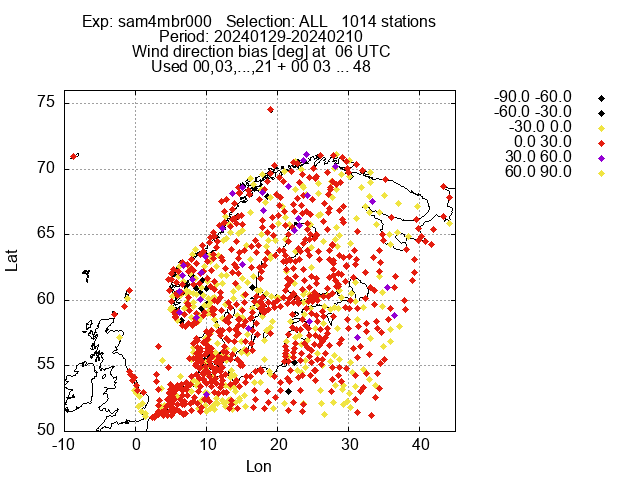 Exp: sam4mbr000 Selection: ALL 1014 stations
Period: 20240129-20240210
Wind direction bias [deg] at 06 UTC
Used 00,03,...,21 + 00 03 ... 48
-90.0 -60.0
-60.0 -30.0
-30.0 0.0
0.0 30.0
30.0 60.0
60.0 90.0
75
70
65
60
55
50
Lat
-10 0 10 20 30 40
Lon